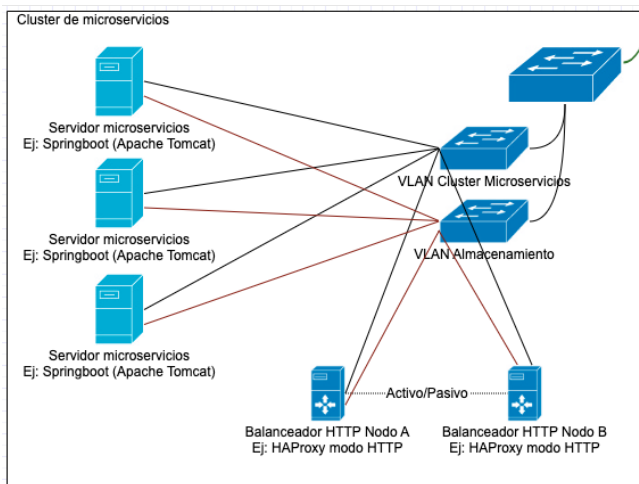 Cluster de microservicios
Servidor microservicios
Ej: Springboot (Apache Tomcat)
VLAN Cluster Microservicios
Servidor microservicios
Ej: Springboot (Apache Tomcat)
VLAN Almacenamiento
Servidor microservicios
Ej: Springboot (Apache Tomcat)
Activo/Pasivo
Balanceador HTTP Nodo A
Ej: HAProxy modo HTTP
Balanceador HTTP Nodo B
Ej: HAProxy modo HTTP